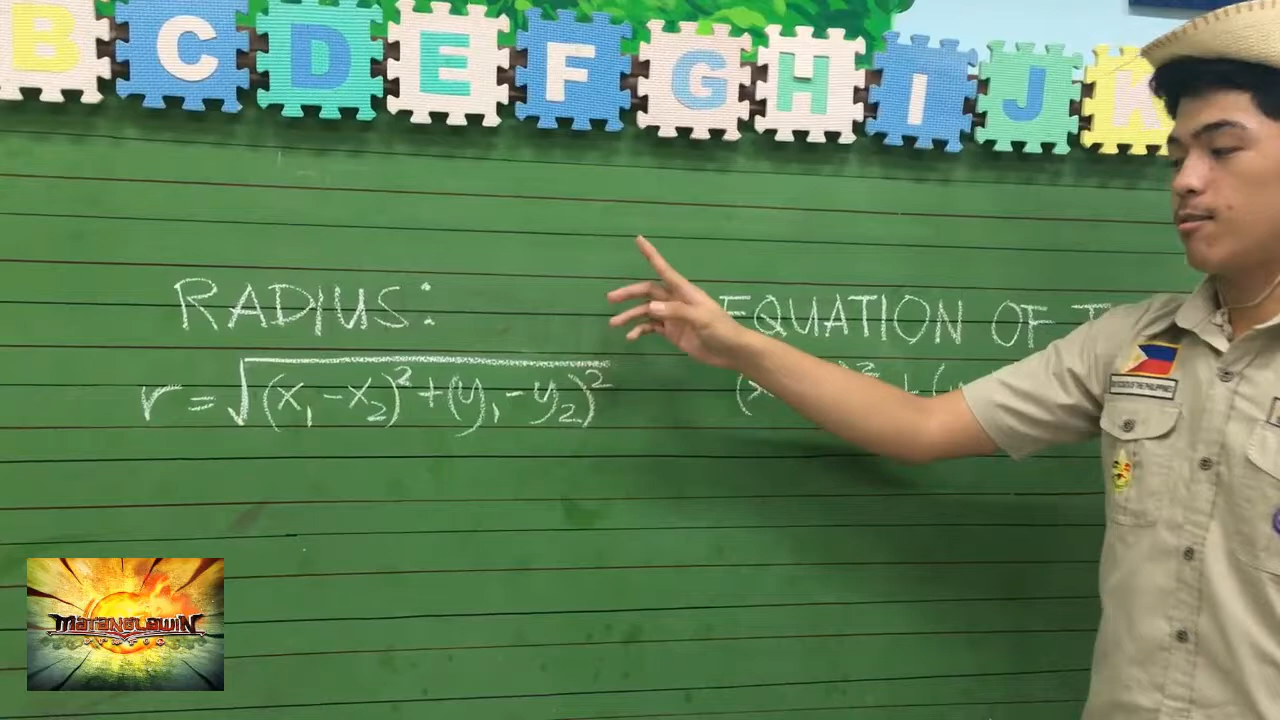 B C D E F G H I J K
RADIUS:
r = √(x₁ - x₂)² + (y₁ - y₂)²
EQUATION OF
MATANGLAWIN